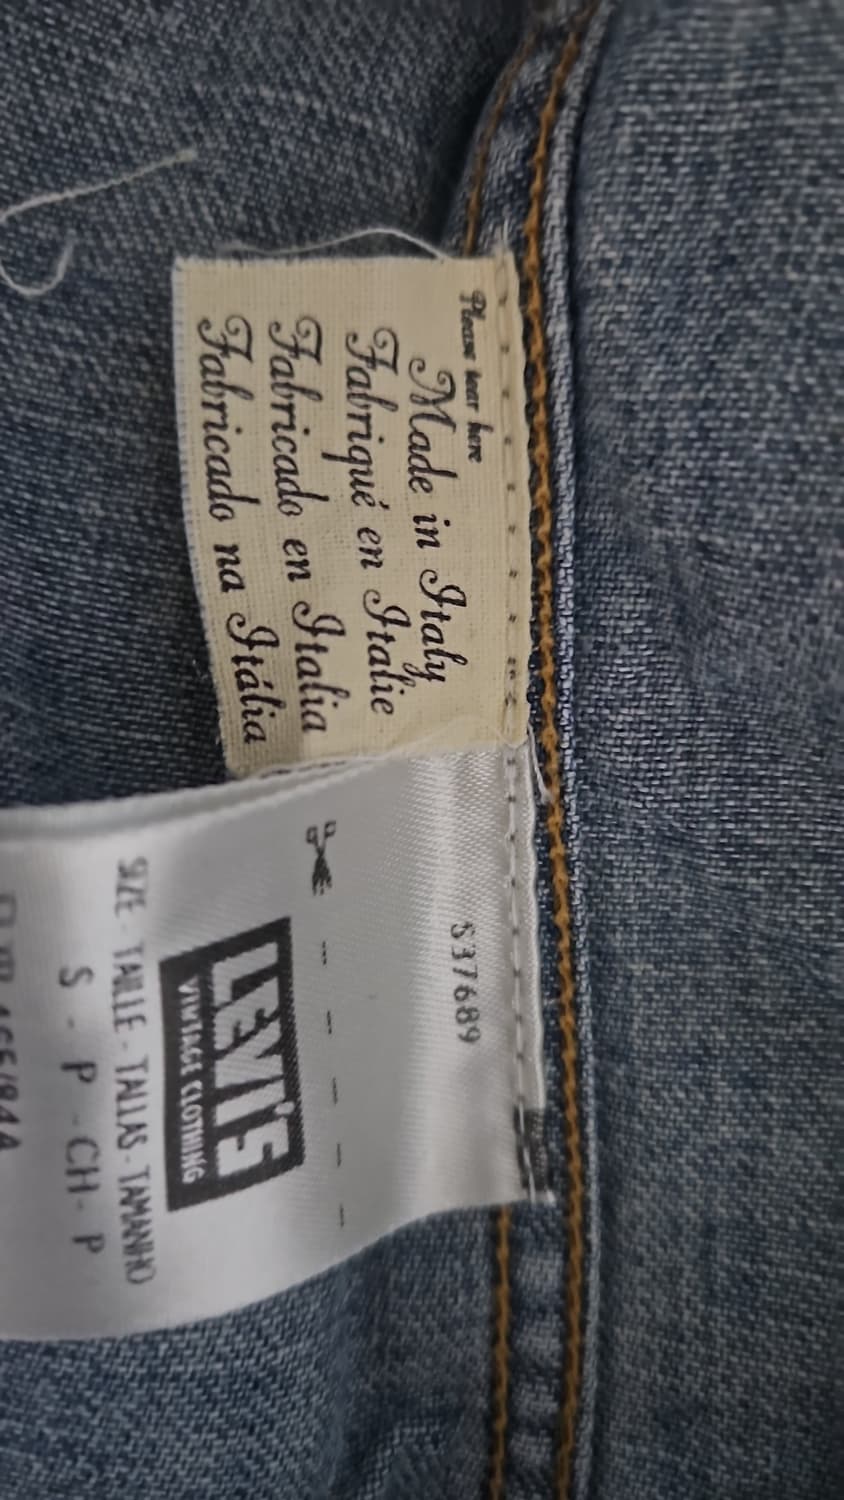 Please tear here
Made in Italy
Fabriqué en Italie
Fabricado en Italia
Fabricado na Itália
S37689
LEVI'S
VINTAGE CLOTHING
SIZE - TAILLE - TALLAS - TAMANHO
S - P - CH - P